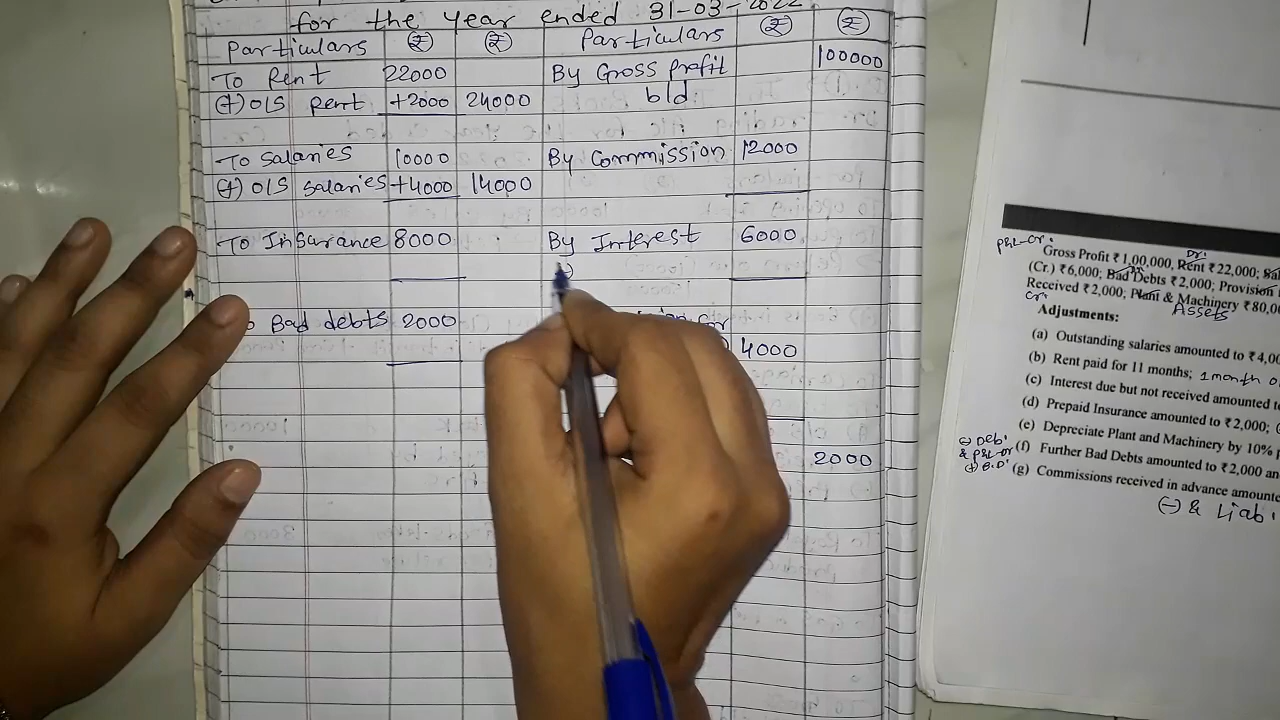 for the year ended 31-03-2022
Particulars ₹ ₹ Particulars ₹ ₹
To Rent 22000 By Gross profit 100000
(+) O/S rent +2000 24000 b/d
To Salaries 10000 By Commission 12000
(+) O/S salaries +4000 14000
To Insurance 8000 By Interest 6000
Bad debts 2000 for
4000
2000
P&L-Cr. Dr.
Gross Profit ₹ 1,00,000, Rent ₹ 22,000;
(Cr.) ₹ 6,000; Bad Debts ₹ 2,000; Provision
Received ₹ 2,000; Plant & Machinery ₹ 80,0
Cr. Assets
Adjustments:
(a) Outstanding salaries amounted to ₹ 4,00
(b) Rent paid for 11 months; 1 month
(c) Interest due but not received amounted
(d) Prepaid Insurance amounted to ₹ 2,000;
(e) Depreciate Plant and Machinery by 10%
(-) Deb.
& P&L-Dr (f) Further Bad Debts amounted to ₹ 2,000 an
(+) B.D. (g) Commissions received in advance amounte
(-) & Liab.